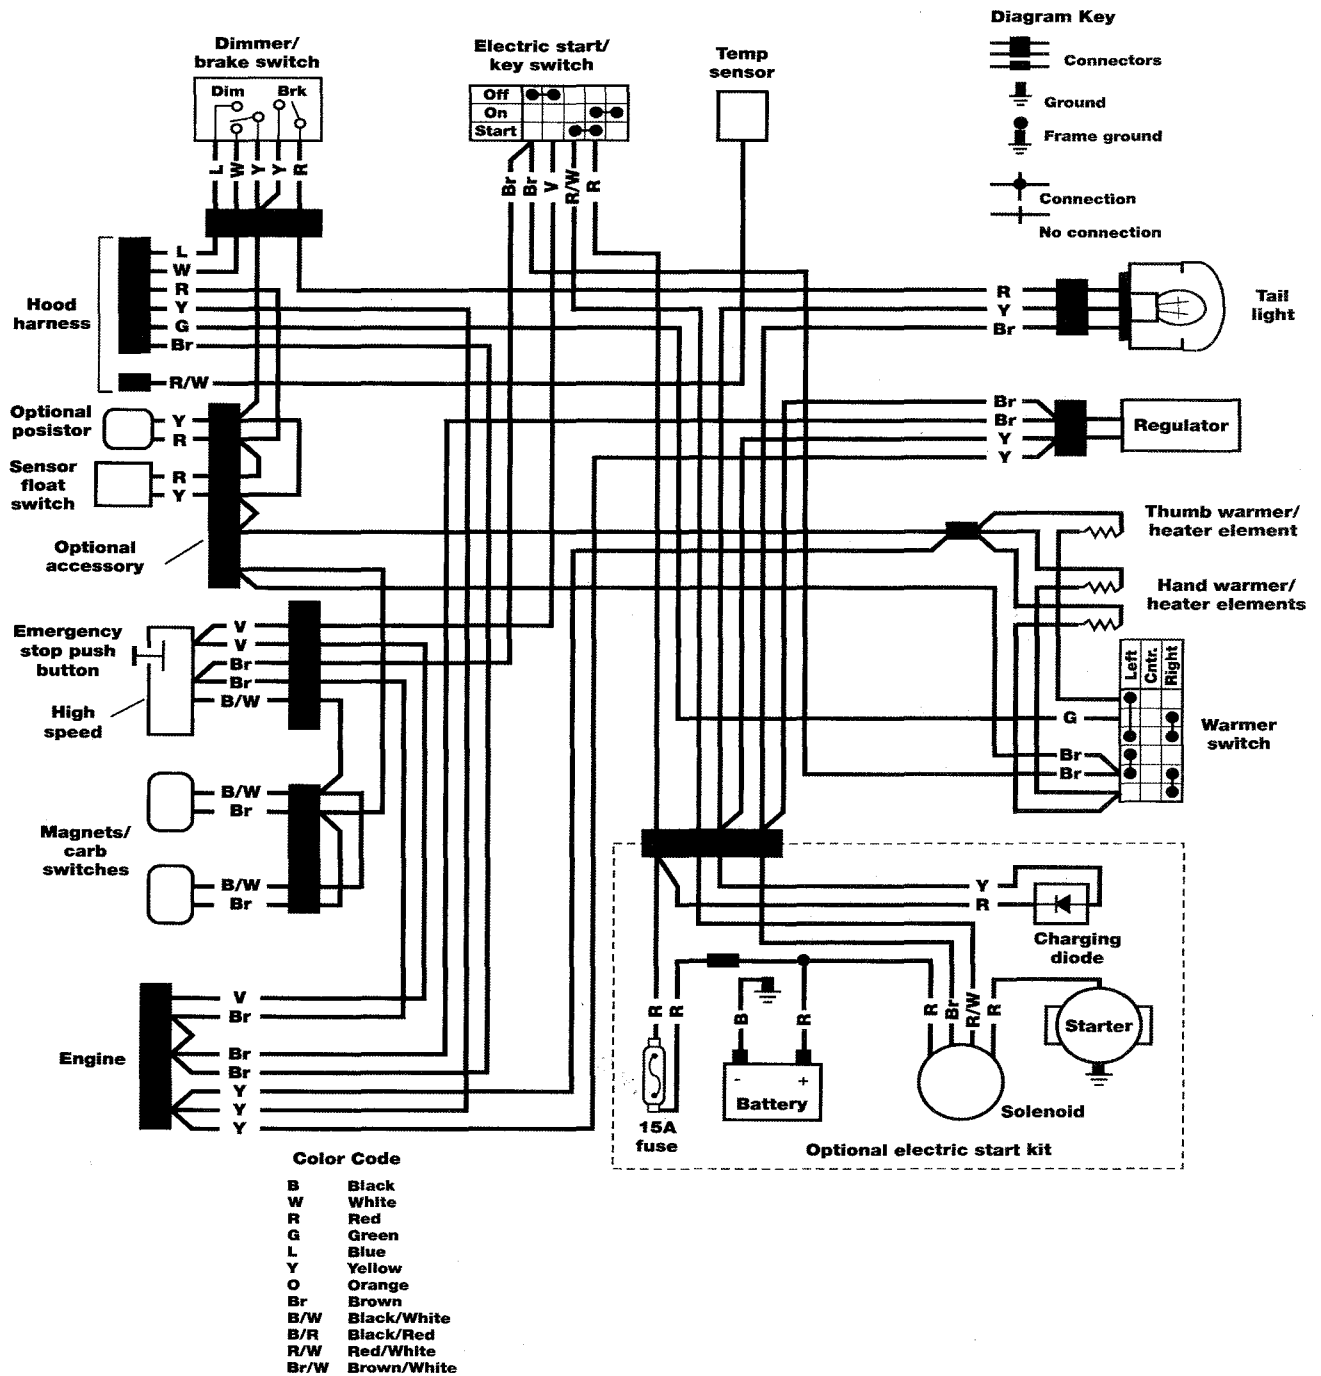 Diagram Key
Connectors
Ground
Frame ground
Connection
No connection
Dimmer/
brake switch
Dim Brk
L W Y Y R
Electric start/
key switch
Off
On
Start
Br Br V R/W R
Temp
sensor
Hood
harness
L
W
R
Y
G
Br
R/W
R
Y
Br
Tail
light
Optional
posistor
Y
R
Sensor
float
switch
R
Y
Optional
accessory
Br
Br
Y
Y
Regulator
Thumb warmer/
heater element
Hand warmer/
heater elements
Emergency
stop push
button
High
speed
V
V
Br
Br
B/W
Left Cntr. Right
G
Br
Br
Warmer
switch
Magnets/
carb
switches
B/W
Br
B/W
Br
Y
R
Charging
diode
Engine
V
Br
Br
Br
Y
Y
Y
R R B R R Br R/W R
15A
fuse
- +
Battery
Solenoid
Starter
Optional electric start kit
Color Code
B Black
W White
R Red
G Green
L Blue
Y Yellow
O Orange
Br Brown
B/W Black/White
B/R Black/Red
R/W Red/White
Br/W Brown/White